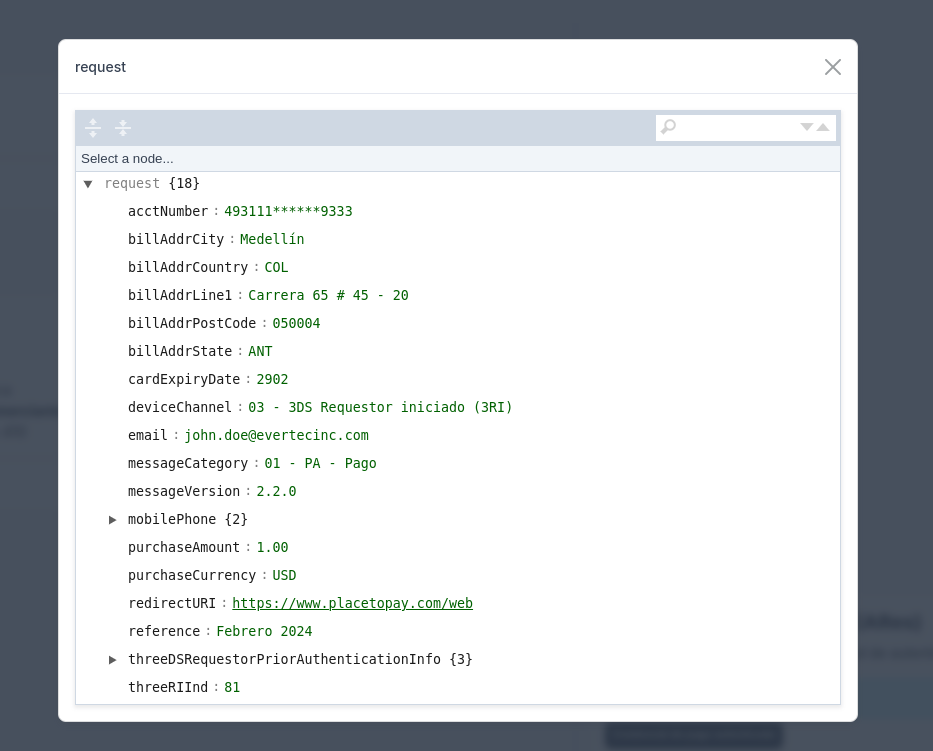 request
Select a node...
request {18}
acctNumber : 493111******9333
billAddrCity : Medellín
billAddrCountry : COL
billAddrLine1 : Carrera 65 # 45 - 20
billAddrPostCode : 050004
billAddrState : ANT
cardExpiryDate : 2902
deviceChannel : 03 - 3DS Requestor iniciado (3RI)
email : john.doe@evertecinc.com
messageCategory : 01 - PA - Pago
messageVersion : 2.2.0
mobilePhone {2}
purchaseAmount : 1.00
purchaseCurrency : USD
redirectURI : https://www.placetopay.com/web
reference : Febrero 2024
threeDSRequestorPriorAuthenticationInfo {3}
threeRIInd : 81